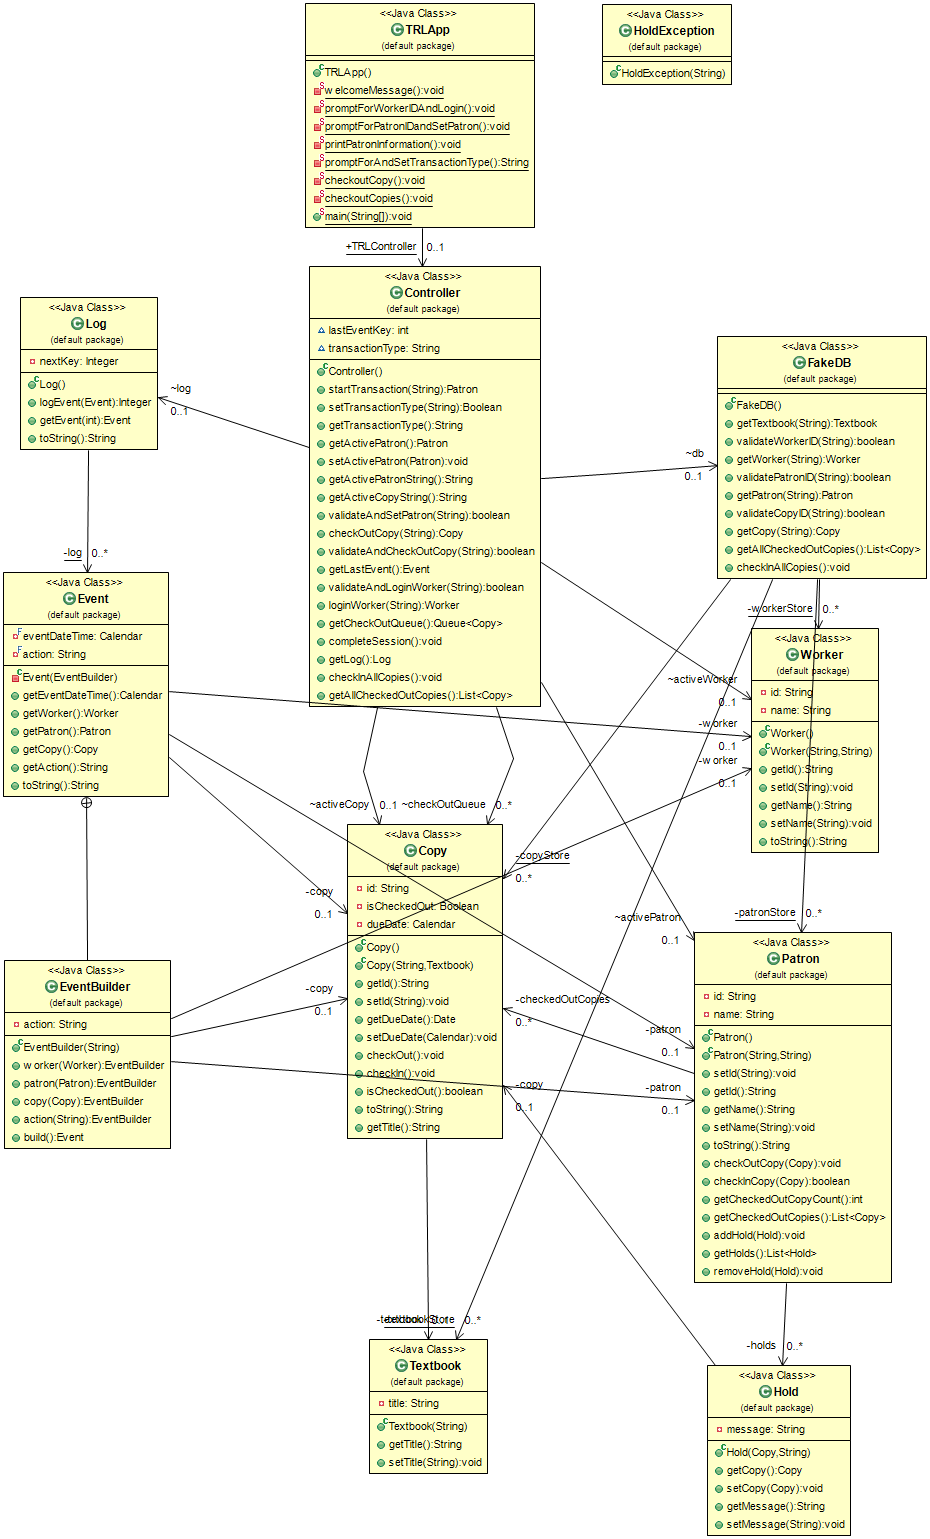 <<Java Class>>
TRLApp
(default package)
TRLApp()
welcomeMessage():void
promptForWorkerIDAndLogin():void
promptForPatronIDandSetPatron():void
printPatronInformation():void
promptForAndSetTransactionType():String
checkoutCopy():void
checkoutCopies():void
main(String[]):void
<<Java Class>>
HoldException
(default package)
HoldException(String)
+TRLController
0..1
<<Java Class>>
Controller
(default package)
lastEventKey: int
transactionType: String
Controller()
startTransaction(String):Patron
setTransactionType(String):Boolean
getTransactionType():String
getActivePatron():Patron
setActivePatron(Patron):void
getActivePatronString():String
getActiveCopyString():String
validateAndSetPatron(String):boolean
checkOutCopy(String):Copy
validateAndCheckOutCopy(String):boolean
getLastEvent():Event
validateAndLoginWorker(String):boolean
loginWorker(String):Worker
getCheckOutQueue():Queue<Copy>
completeSession():void
getLog():Log
checkInAllCopies():void
getAllCheckedOutCopies():List<Copy>
<<Java Class>>
Log
(default package)
nextKey: Integer
Log()
logEvent(Event):Integer
getEvent(int):Event
toString():String
~log
0..1
~db
0..1
<<Java Class>>
FakeDB
(default package)
FakeDB()
getTextbook(String):Textbook
validateWorkerID(String):boolean
getWorker(String):Worker
validatePatronID(String):boolean
getPatron(String):Patron
validateCopyID(String):boolean
getCopy(String):Copy
getAllCheckedOutCopies():List<Copy>
checkInAllCopies():void
-log
0..*
<<Java Class>>
Event
(default package)
eventDateTime: Calendar
action: String
Event(EventBuilder)
getEventDateTime():Calendar
getWorker():Worker
getPatron():Patron
getCopy():Copy
getAction():String
toString():String
-workerStore
0..*
<<Java Class>>
Worker
(default package)
id: String
name: String
Worker()
Worker(String,String)
getId():String
setId(String):void
getName():String
setName(String):void
toString():String
~activeWorker
0..1
-worker
0..1
-worker
0..1
~activeCopy
0..1
~checkOutQueue
0..*
<<Java Class>>
Copy
(default package)
id: String
isCheckedOut: Boolean
dueDate: Calendar
Copy()
Copy(String,Textbook)
getId():String
setId(String):void
getDueDate():Date
setDueDate(Calendar):void
checkOut():void
checkIn():void
isCheckedOut():boolean
toString():String
getTitle():String
-copyStore
0..*
-copy
0..1
-copy
0..1
-checkedOutCopies
0..*
-copy
0..1
~activePatron
0..1
-patronStore
0..*
-patron
0..1
-patron
0..1
<<Java Class>>
Patron
(default package)
id: String
name: String
Patron()
Patron(String,String)
setId(String):void
getId():String
getName():String
setName(String):void
toString():String
checkOutCopy(Copy):void
checkInCopy(Copy):boolean
getCheckedOutCopyCount():int
getCheckedOutCopies():List<Copy>
addHold(Hold):void
getHolds():List<Hold>
removeHold(Hold):void
<<Java Class>>
EventBuilder
(default package)
action: String
EventBuilder(String)
worker(Worker):EventBuilder
patron(Patron):EventBuilder
copy(Copy):EventBuilder
action(String):EventBuilder
build():Event
0..*
<<Java Class>>
Textbook
(default package)
title: String
Textbook(String)
getTitle():String
setTitle(String):void
-holds
0..*
<<Java Class>>
Hold
(default package)
message: String
Hold(Copy,String)
getCopy():Copy
setCopy(Copy):void
getMessage():String
setMessage(String):void